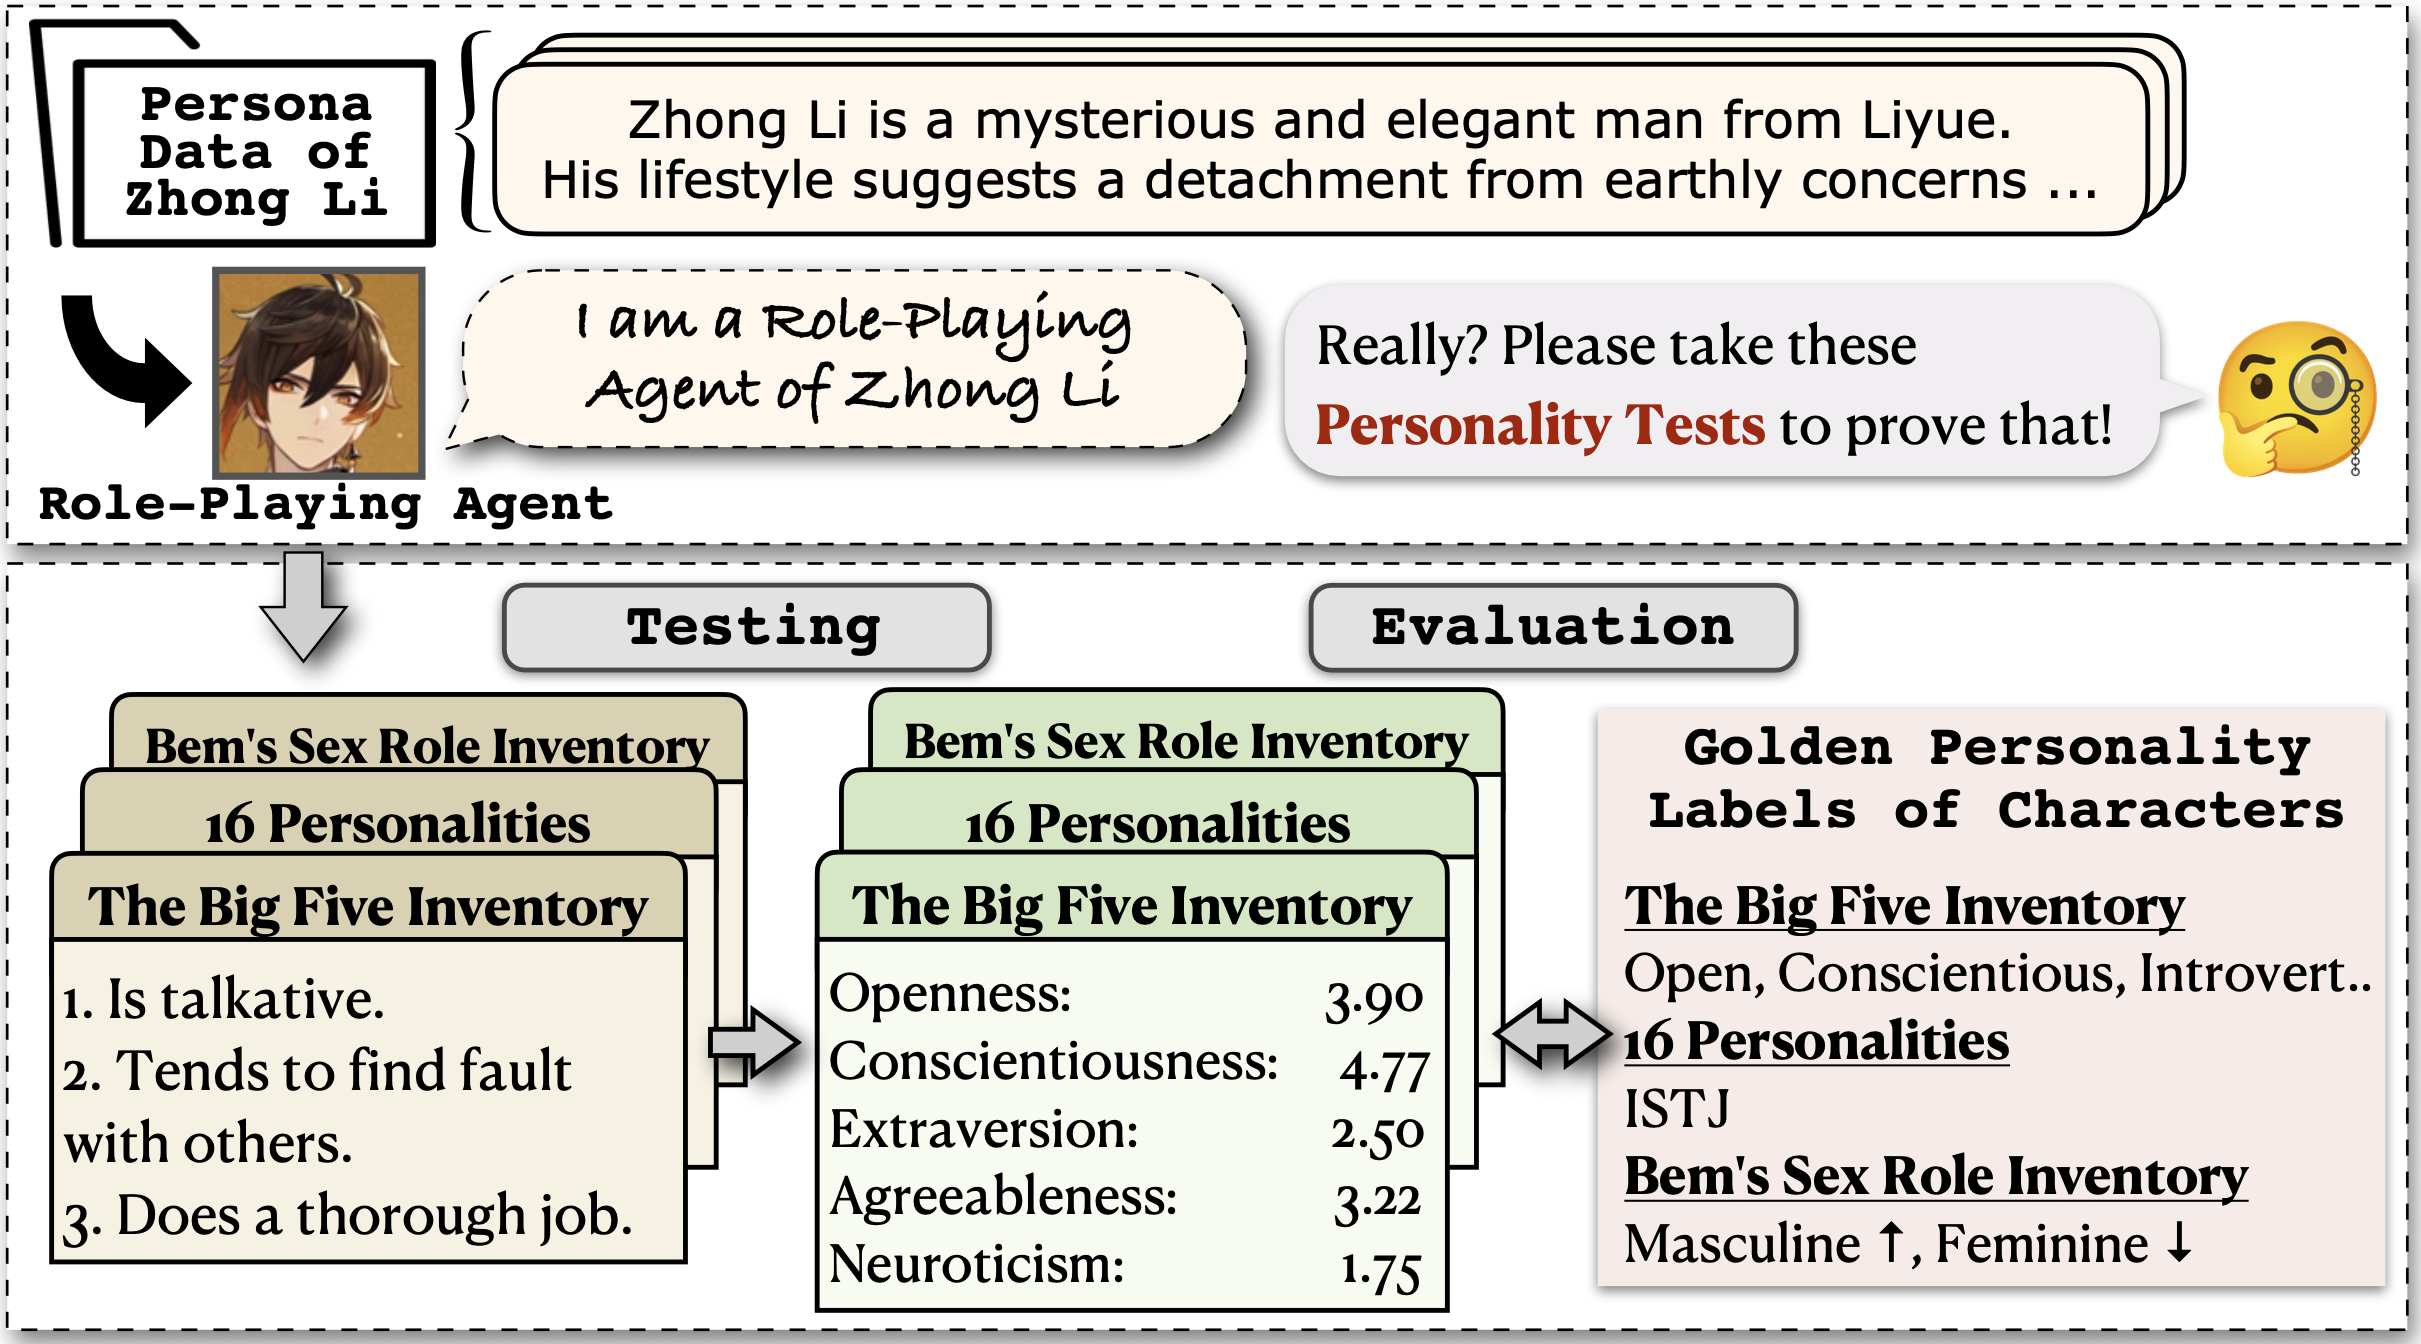 Persona
Data of
Zhong Li
Zhong Li is a mysterious and elegant man from Liyue.
His lifestyle suggests a detachment from earthly concerns ...
I am a Role-Playing
Agent of Zhong Li
Really? Please take these
Personality Tests to prove that!
Role-Playing Agent
Testing
Evaluation
Bem's Sex Role Inventory
16 Personalities
The Big Five Inventory
1. Is talkative.
2. Tends to find fault
with others.
3. Does a thorough job.
Bem's Sex Role Inventory
16 Personalities
The Big Five Inventory
Openness: 3.90
Conscientiousness: 4.77
Extraversion: 2.50
Agreeableness: 3.22
Neuroticism: 1.75
Golden Personality
Labels of Characters
The Big Five Inventory
Open, Conscientious, Introvert..
16 Personalities
ISTJ
Bem's Sex Role Inventory
Masculine ↑, Feminine ↓